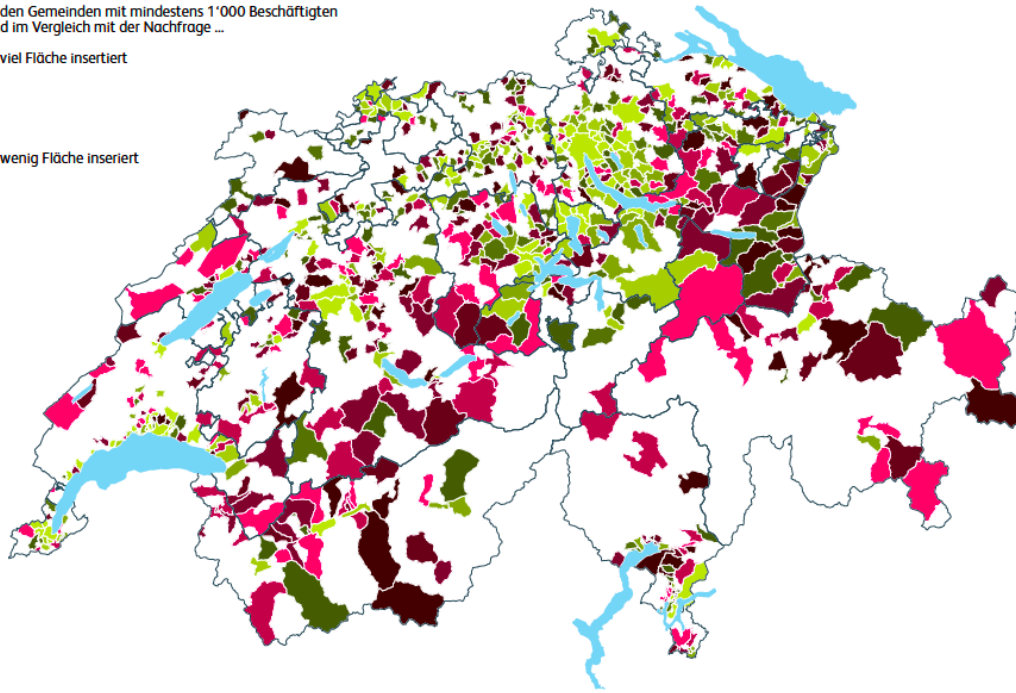 den Gemeinden mit mindestens 1‘000 Beschäftigten
d im Vergleich mit der Nachfrage ...
viel Fläche insertiert
wenig Fläche inseriert